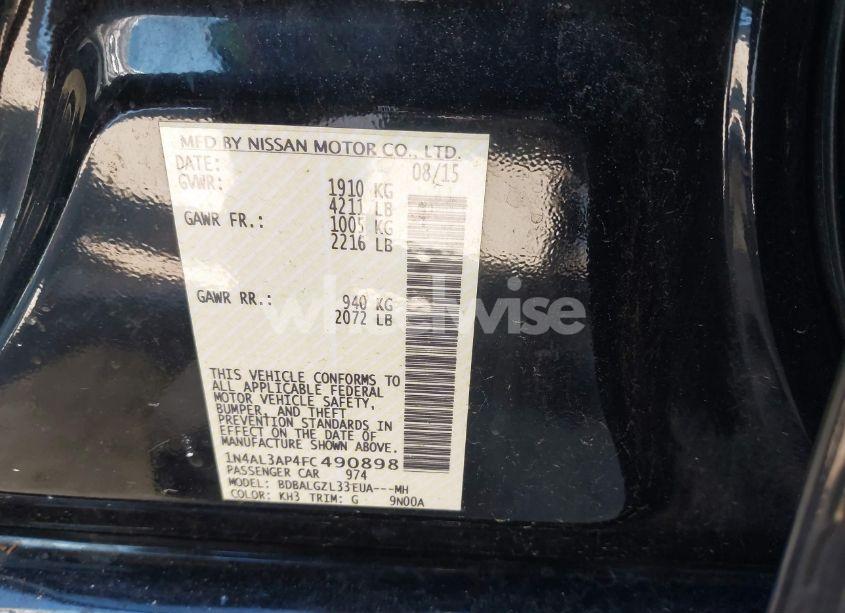 MFD BY NISSAN MOTOR CO., LTD.
DATE: 08/15
GVWR: 1910 KG
4211 LB
GAWR FR.: 1005 KG
2216 LB
GAWR RR.: 940 KG
2072 LB
wheelwise
THIS VEHICLE CONFORMS TO
ALL APPLICABLE FEDERAL
MOTOR VEHICLE SAFETY,
BUMPER, AND THEFT
PREVENTION STANDARDS IN
EFFECT ON THE DATE OF
MANUFACTURE SHOWN ABOVE.
1N4AL3AP4FC490898
PASSENGER CAR 974
MODEL: BDBALGZL33EUA---MH
COLOR: KH3 TRIM: G 9N00A